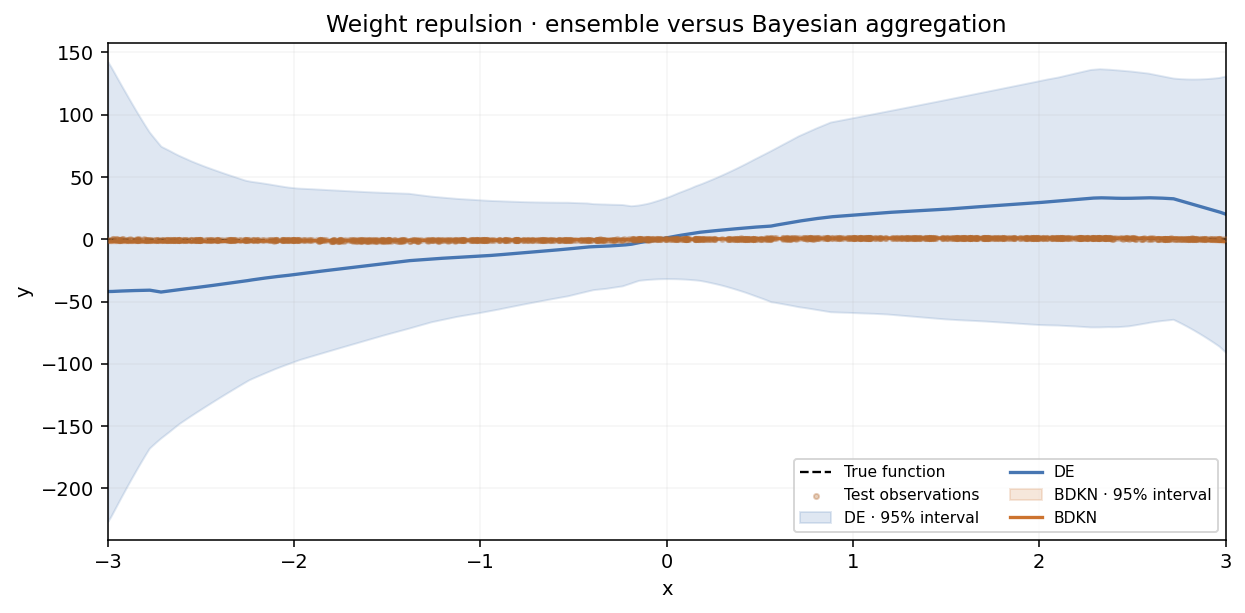 Weight repulsion · ensemble versus Bayesian aggregation
150
100
50
0
−50
−100
−150
−200
y
−3
−2
−1
0
1
2
3
x
True function
Test observations
DE · 95% interval
DE
BDKN · 95% interval
BDKN